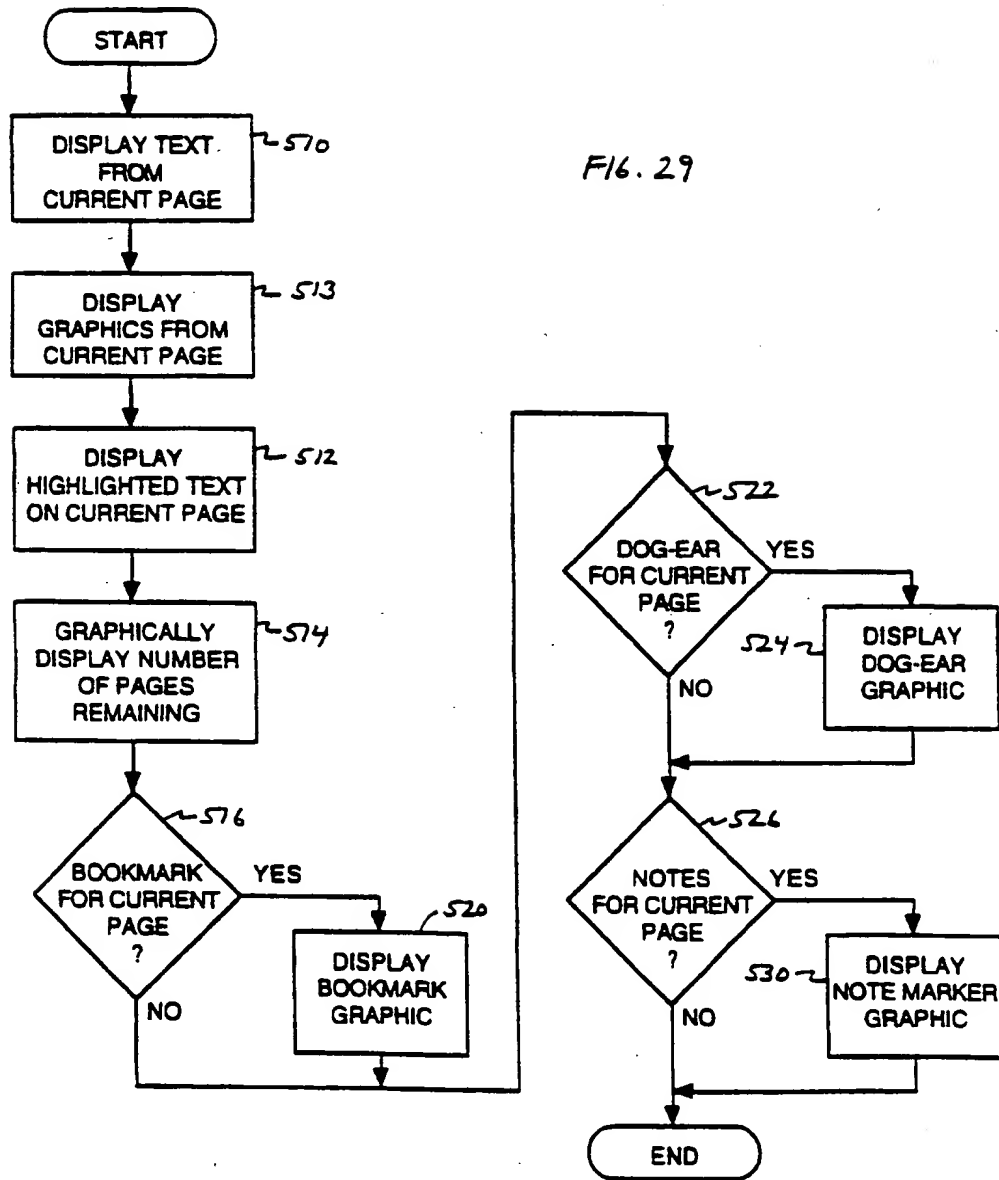 START
DISPLAY TEXT
FROM
CURRENT PAGE
510
FIG. 29
DISPLAY
GRAPHICS FROM
CURRENT PAGE
513
DISPLAY
HIGHLIGHTED TEXT
ON CURRENT PAGE
512
GRAPHICALLY
DISPLAY NUMBER
OF PAGES
REMAINING
514
516
BOOKMARK
FOR CURRENT
PAGE
?
YES
NO
520
DISPLAY
BOOKMARK
GRAPHIC
522
DOG-EAR
FOR CURRENT
PAGE
?
YES
NO
524
DISPLAY
DOG-EAR
GRAPHIC
526
NOTES
FOR CURRENT
PAGE
?
YES
NO
530
DISPLAY
NOTE MARKER
GRAPHIC
END